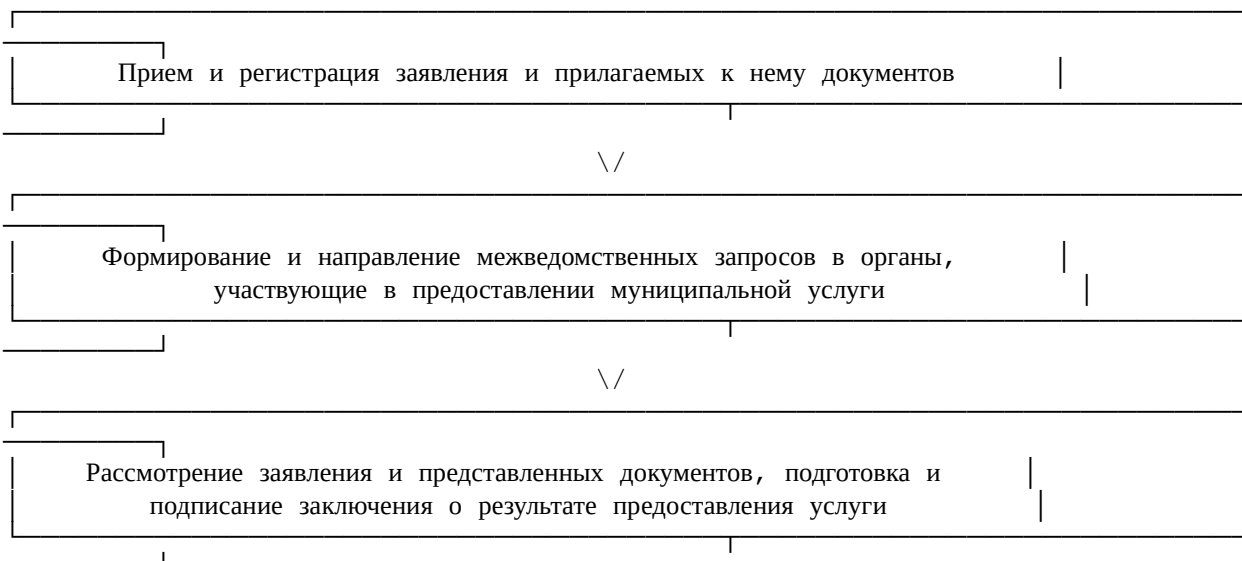 Прием и регистрация заявления и прилагаемых к нему документов
\/
Формирование и направление межведомственных запросов в органы,
участвующие в предоставлении муниципальной услуги
\/
Рассмотрение заявления и представленных документов, подготовка и
подписание заключения о результате предоставления услуги